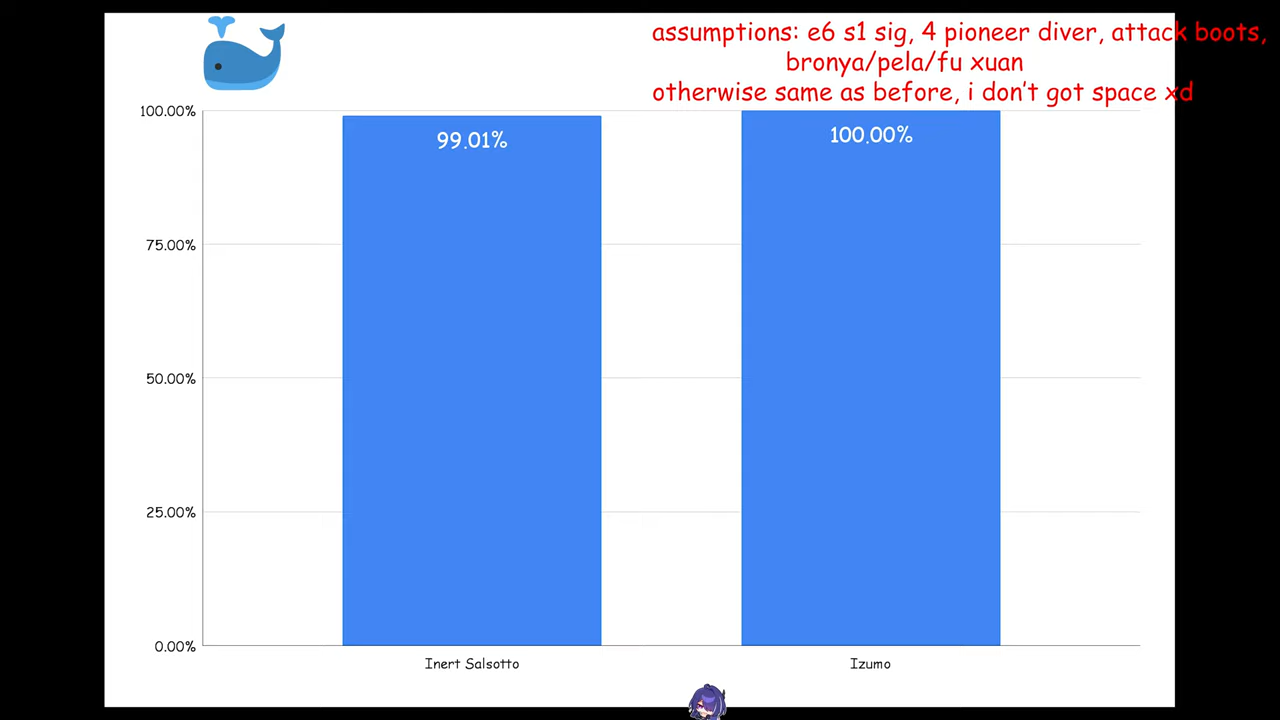 assumptions: e6 s1 sig, 4 pioneer diver, attack boots,
bronya/pela/fu xuan
otherwise same as before, i don't got space xd
100.00%
99.01%
100.00%
75.00%
50.00%
25.00%
0.00%
Inert Salsotto
Izumo